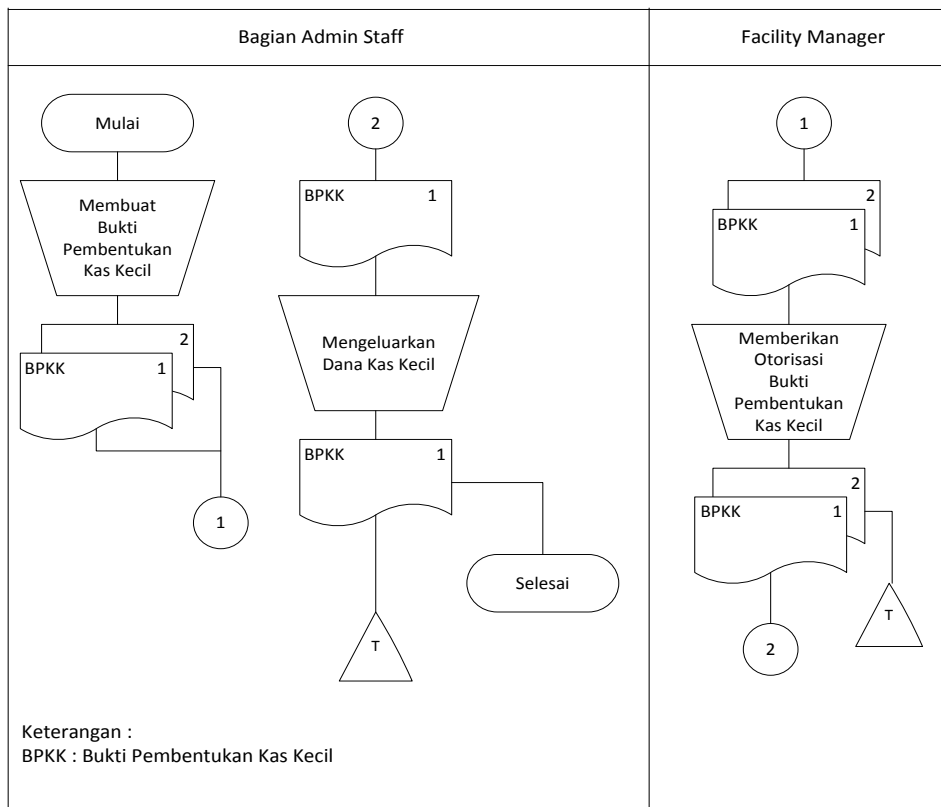 Bagian Admin Staff
Facility Manager
Mulai
Membuat
Bukti
Pembentukan
Kas Kecil
2
BPKK 1
1
2
BPKK 1
Mengeluarkan
Dana Kas Kecil
BPKK 1
Selesai
T
1
2
BPKK 1
Memberikan
Otorisasi
Bukti
Pembentukan
Kas Kecil
2
BPKK 1
T
2
Keterangan :
BPKK : Bukti Pembentukan Kas Kecil